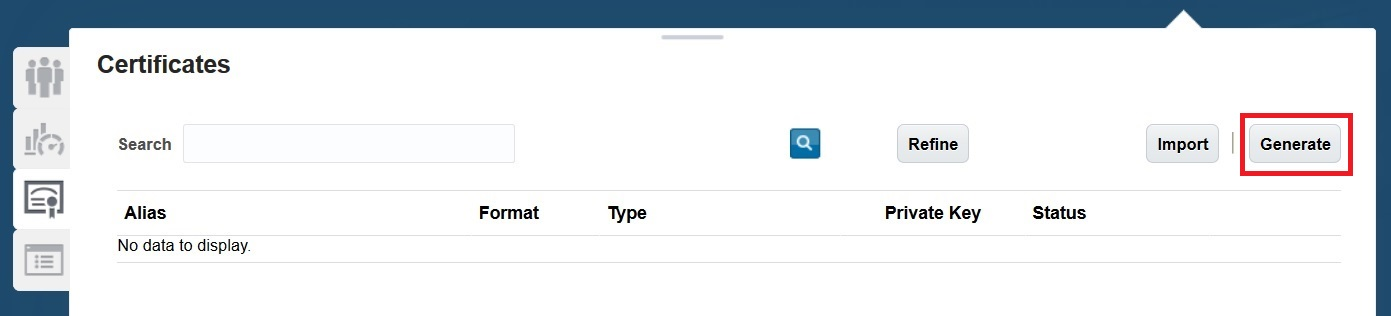 Certificates
Search Refine Import | Generate
Alias Format Type Private Key Status
No data to display.